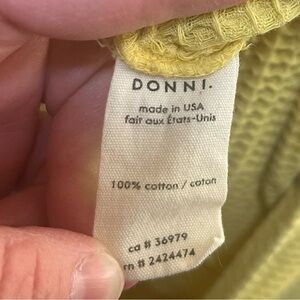 DONNI.
made in USA
fait aux États-Unis
100% cotton / coton
ca # 36979
rn # 2424474